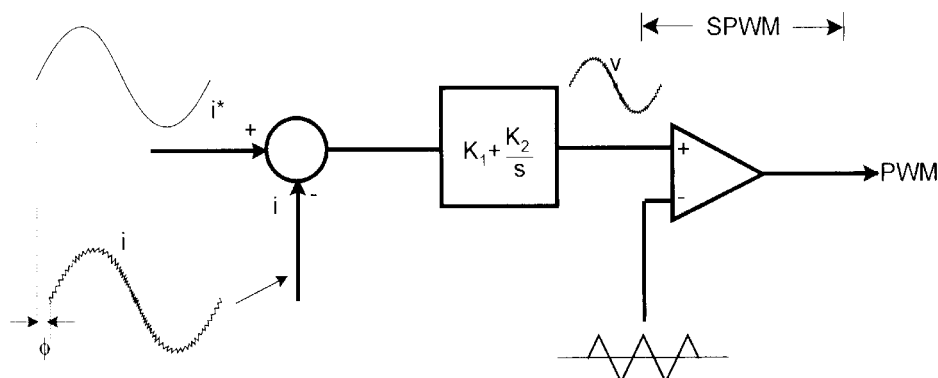 SPWM
v
i*
+
K₁+K₂/s
+
-
PWM
i
-
i
ϕ